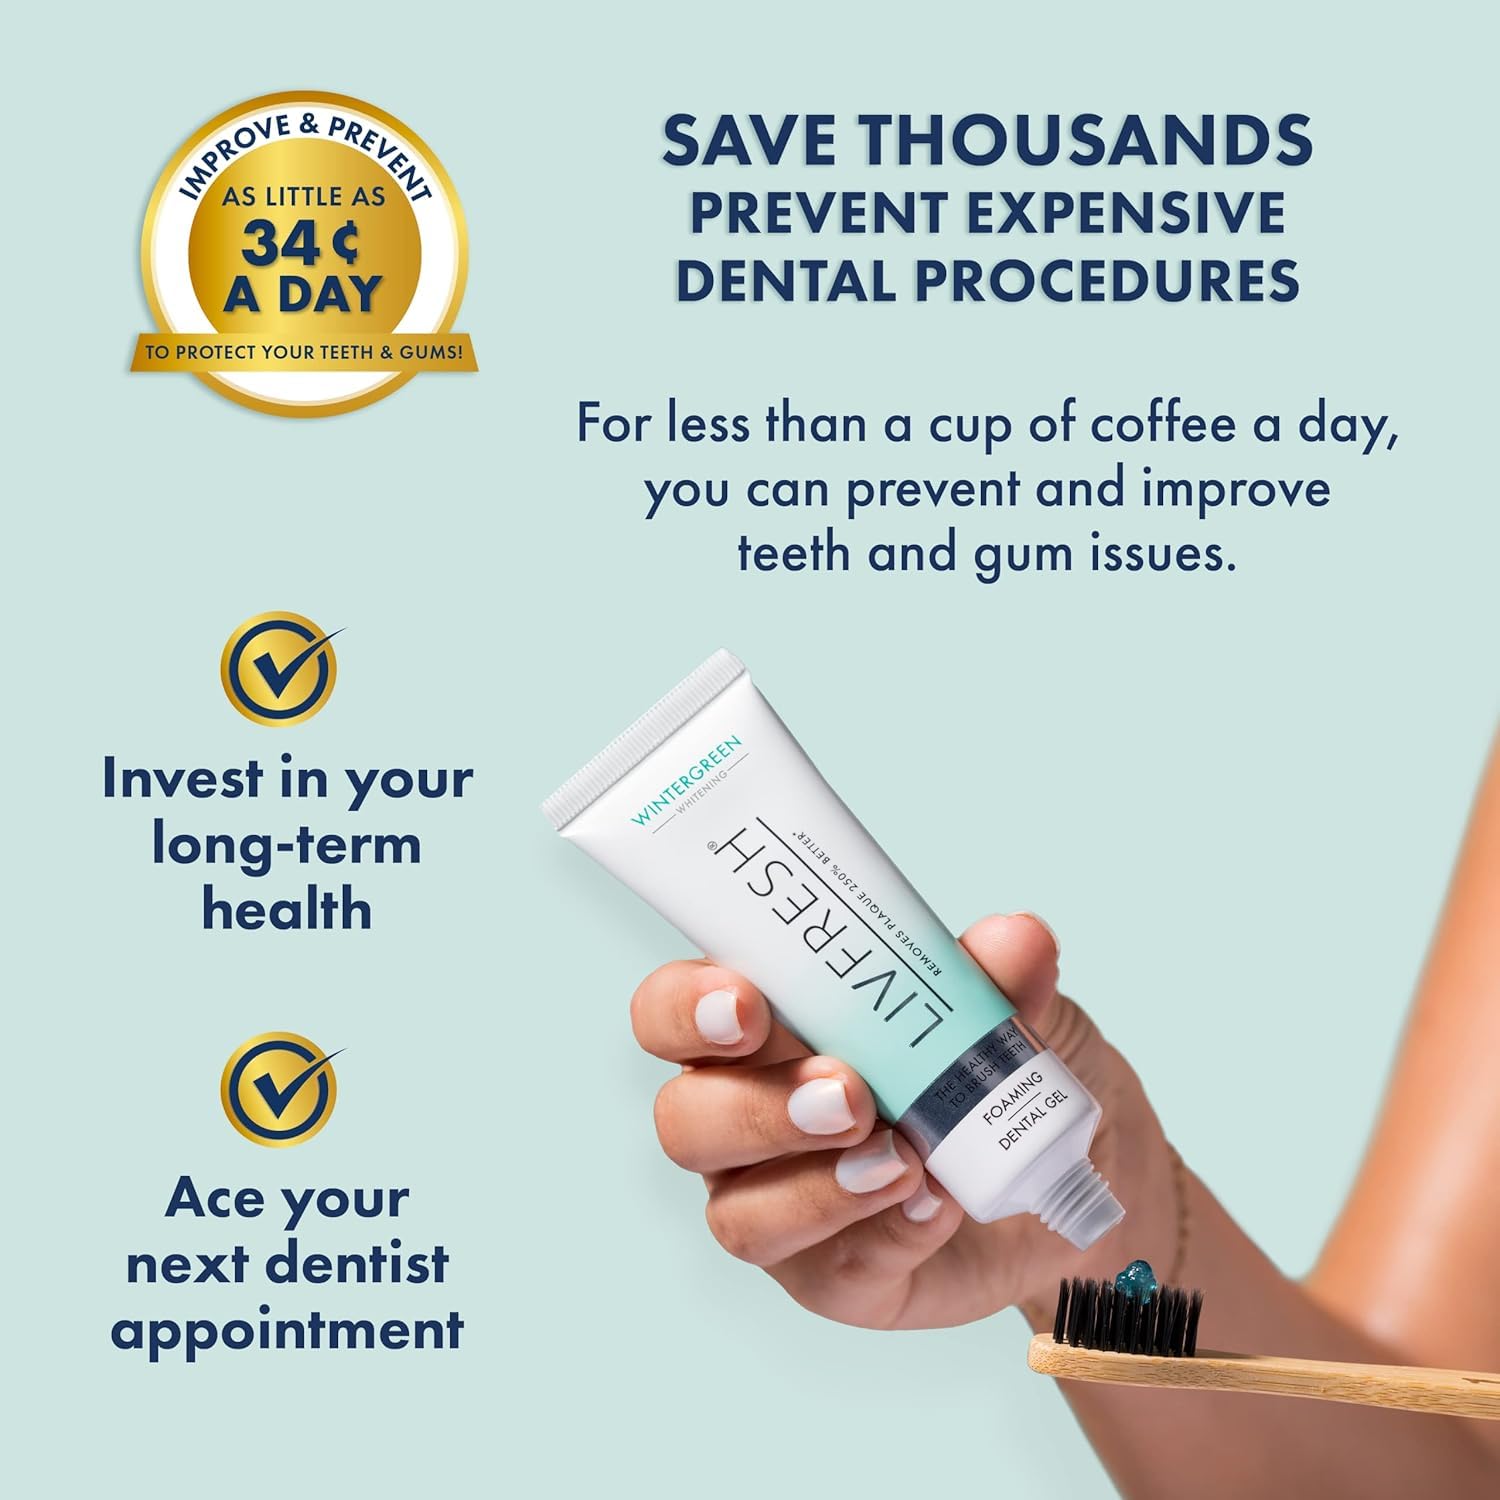 IMPROVE & PREVENT
AS LITTLE AS
34¢
A DAY
TO PROTECT YOUR TEETH & GUMS!
SAVE THOUSANDS
PREVENT EXPENSIVE
DENTAL PROCEDURES
For less than a cup of coffee a day,
you can prevent and improve
teeth and gum issues.
Invest in your
long-term
health
Ace your
next dentist
appointment
WINTERGREEN
WHITENING
LIVFRESH®
REMOVES PLAQUE 250% BETTER*
THE HEALTHY WAY
TO BRUSH TEETH
FOAMING
DENTAL GEL